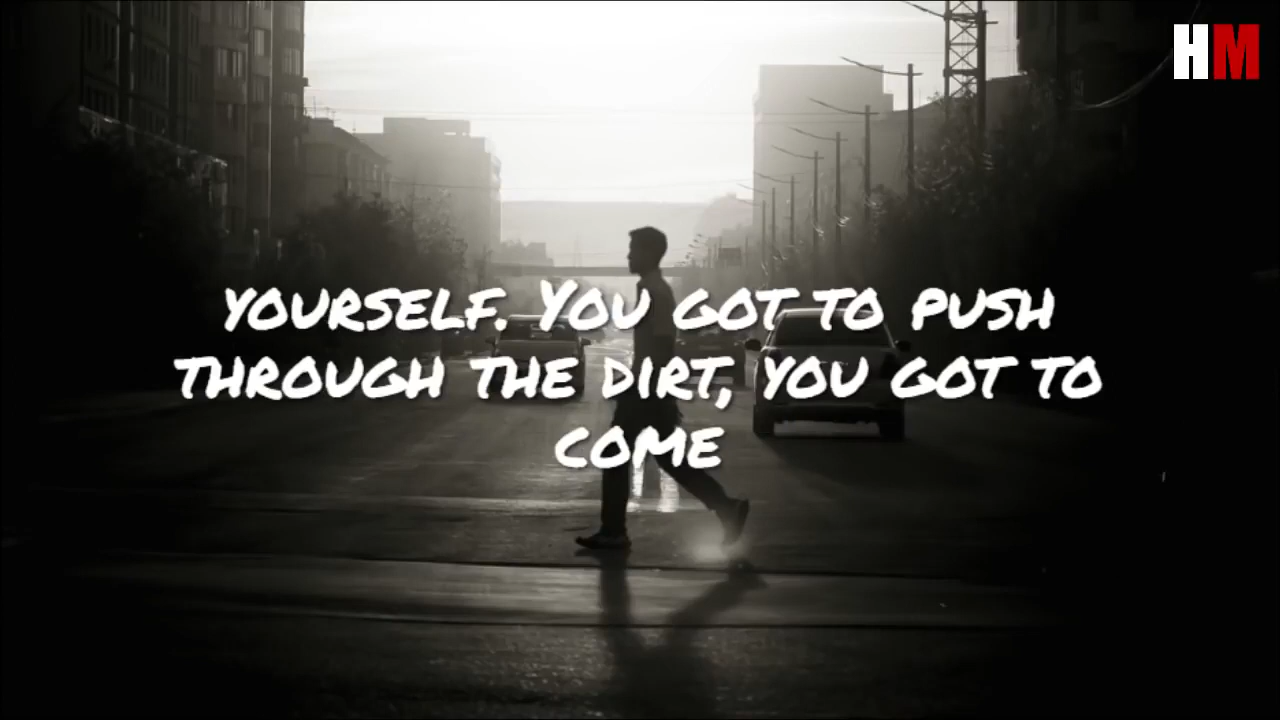 HM
YOURSELF. YOU GOT TO PUSH
THROUGH THE DIRT, YOU GOT TO
COME